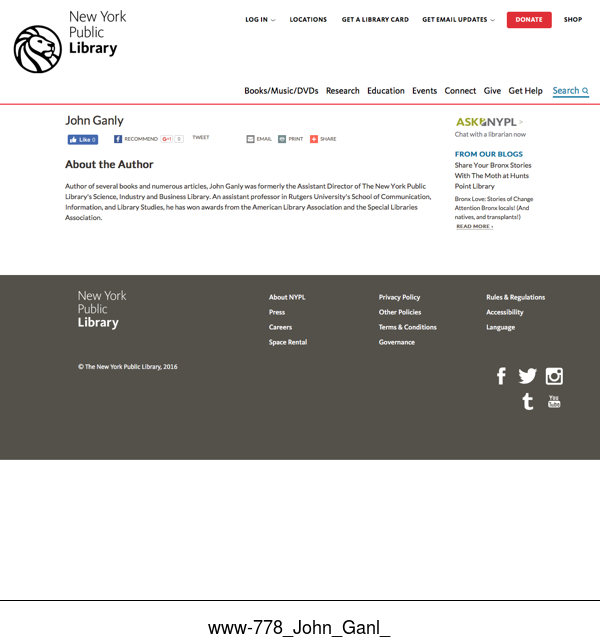 New York
Public
Library
LOG IN
LOCATIONS
GET A LIBRARY CARD
GET EMAIL UPDATES
DONATE
SHOP
Books/Music/DVDs Research Education Events Connect Give Get Help Search
John Ganly
Like 0
RECOMMEND
G+1 0
TWEET
EMAIL
PRINT
SHARE
About the Author
Author of several books and numerous articles, John Ganly was formerly the Assistant Director of The New York Public
Library's Science, Industry and Business Library. An assistant professor in Rutgers University's School of Communication,
Information, and Library Studies, he has won awards from the American Library Association and the Special Libraries
Association.
ASK NYPL >
Chat with a librarian now
FROM OUR BLOGS
Share Your Bronx Stories
With The Moth at Hunts
Point Library
Bronx Love: Stories of Change
Attention Bronx locals! (And
natives, and transplants!)
READ MORE ›
New York
Public
Library
About NYPL
Press
Careers
Space Rental
Privacy Policy
Other Policies
Terms & Conditions
Governance
Rules & Regulations
Accessibility
Language
© The New York Public Library, 2016
You
Tube
www-778_John_Ganl_